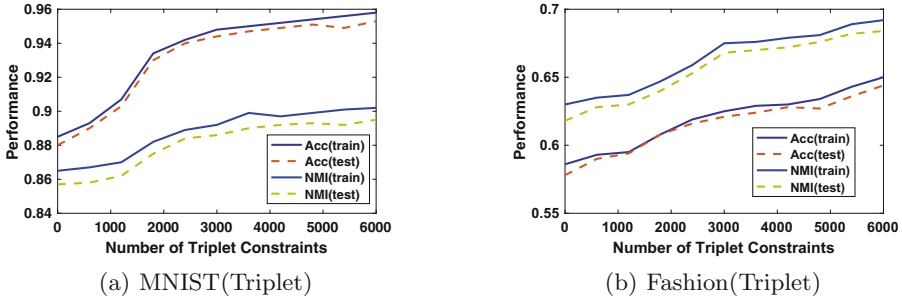 0.96
0.94
0.92
0.9
0.88
0.86
0.84
Performance
0 1000 2000 3000 4000 5000 6000
Number of Triplet Constraints
Acc(train)
Acc(test)
NMI(train)
NMI(test)
(a) MNIST(Triplet)
0.7
0.65
0.6
0.55
Performance
0 1000 2000 3000 4000 5000 6000
Number of Triplet Constraints
Acc(train)
Acc(test)
NMI(train)
NMI(test)
(b) Fashion(Triplet)